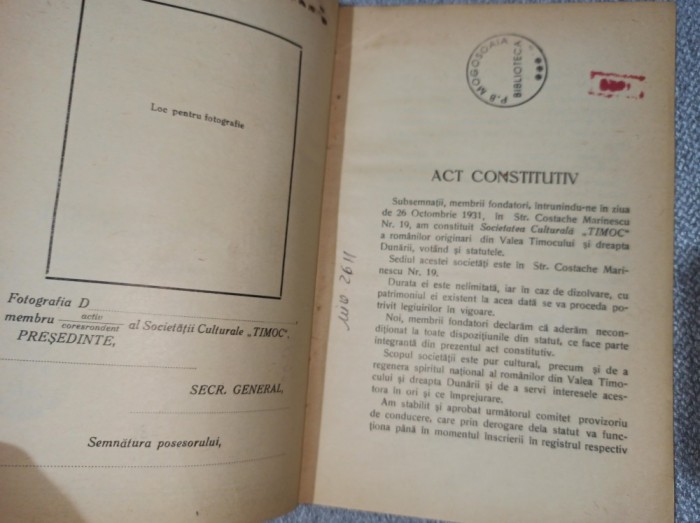 Loc pentru fotografie
Fotografia D
membru activ
corespondent al Societății Culturale „TIMOC“.
PREȘEDINTE,
SECR. GENERAL,
Semnătura posesorului,
P.B MOGOSOAIA
BIBLIOTECA
ACT CONSTITUTIV
Subsemnații, membrii fondatori, întrunindu-ne în ziua
de 26 Octombrie 1931, în Str. Costache Marinescu
Nr. 19, am constituit Societatea Culturală „TIMOC“
a românilor originari din Valea Timocului și dreapta
Dunării, votând și statutele.
Sediul acestei societăți este în Str. Costache Mari-
nescu Nr. 19.
Durata ei este nelimitată, iar în caz de dizolvare, cu
patrimoniul ei existent la acea dată se va proceda po-
trivit legiuirilor în vigoare.
Noi, membrii fondatori declarăm că aderăm necon-
diționat la toate dispozițiunile din statut, ce face parte
integrantă din prezentul act constitutiv.
Scopul societății este pur cultural, precum și de a
regenera spiritul național al românilor din Valea Timo-
cului și dreapta Dunării și de a servi interesele aces-
tora în ori și ce împrejurare.
Am stabilit și aprobat următorul comitet provizoriu
de conducere, care prin derogare dela statut va func-
ționa până în momentul înscrierii în registrul respectiv